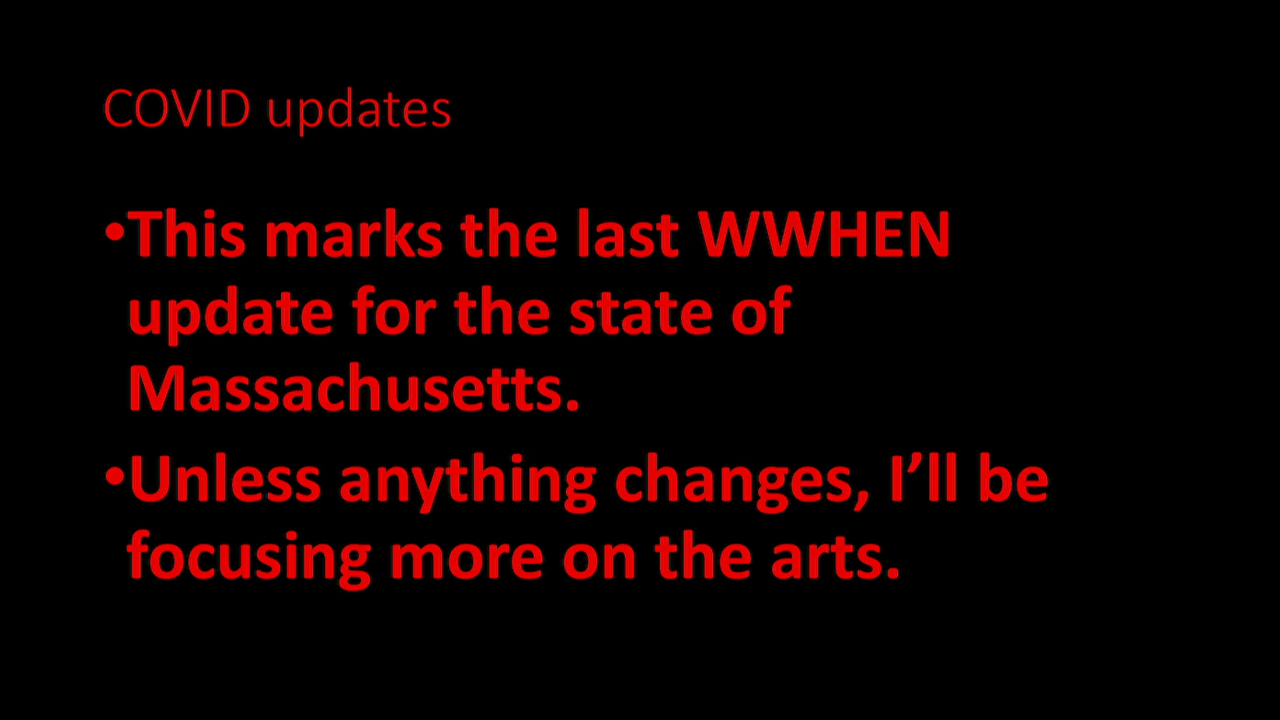 COVID updates
•This marks the last WWHEN
update for the state of
Massachusetts.
•Unless anything changes, I’ll be
focusing more on the arts.